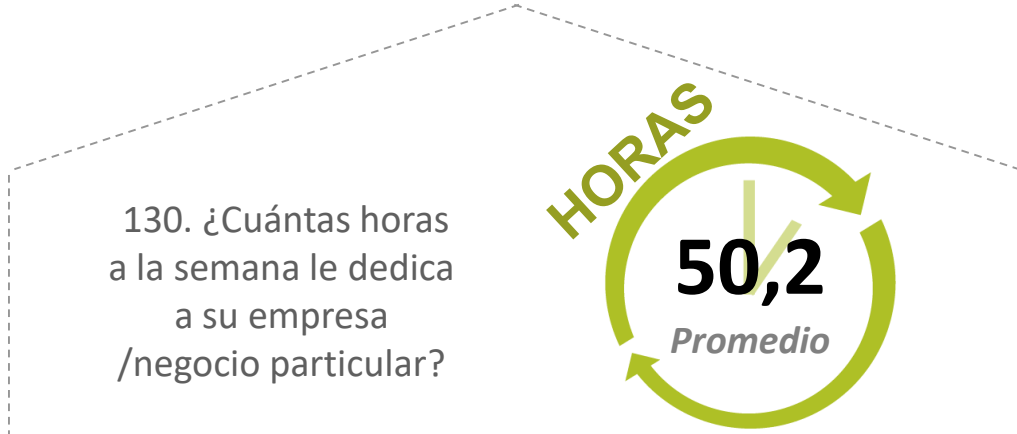 130. ¿Cuántas horas
a la semana le dedica
a su empresa
/negocio particular?
HORAS
50,2
Promedio